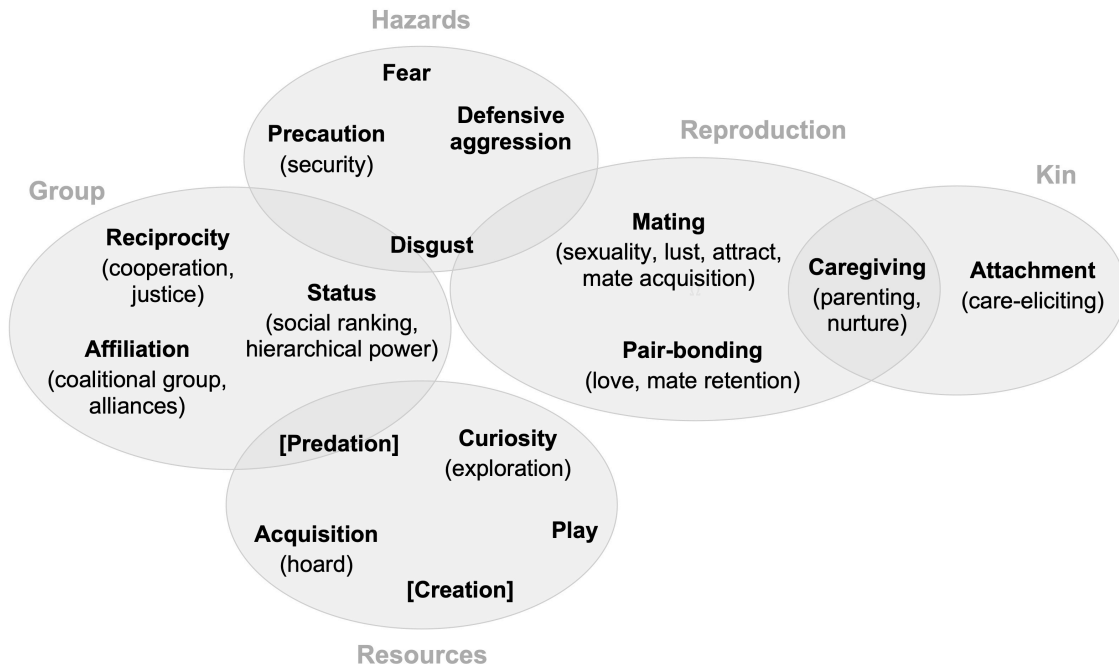 Hazards
Fear
Defensive
aggression
Precaution
(security)
Disgust
Group
Reciprocity
(cooperation,
justice)
Status
(social ranking,
hierarchical power)
Affiliation
(coalitional group,
alliances)
Reproduction
Mating
(sexuality, lust, attract,
mate acquisition)
Pair-bonding
(love, mate retention)
Caregiving
(parenting,
nurture)
Kin
Attachment
(care-eliciting)
[Predation]
Curiosity
(exploration)
Acquisition
(hoard)
Play
[Creation]
Resources